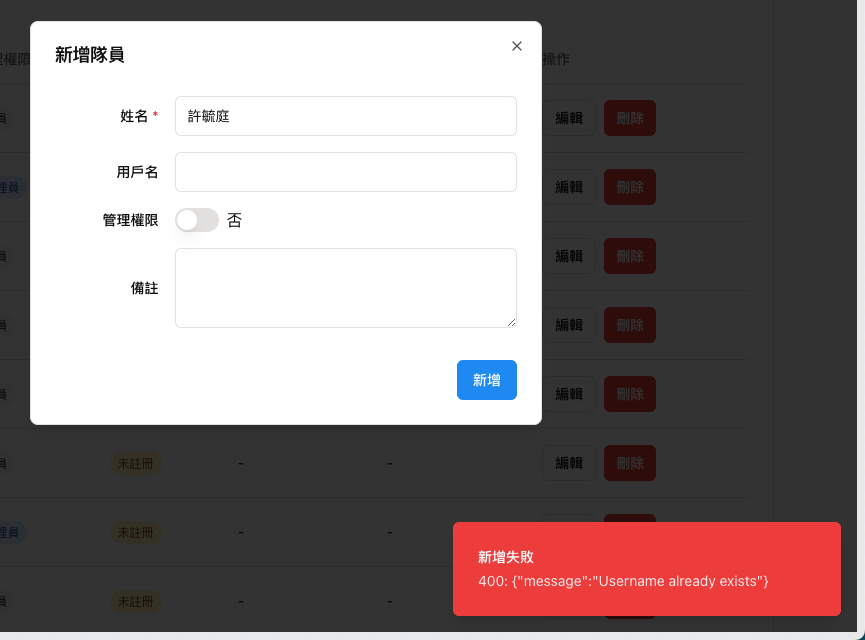 操作
新增隊員
姓名 *
許毓庭
用戶名
管理權限
否
備註
新增
編輯 刪除
編輯 刪除
編輯 刪除
編輯 刪除
編輯 刪除
未註冊 - - 編輯 刪除
理員 未註冊 - -
未註冊 - -
新增失敗
400: {"message":"Username already exists"}